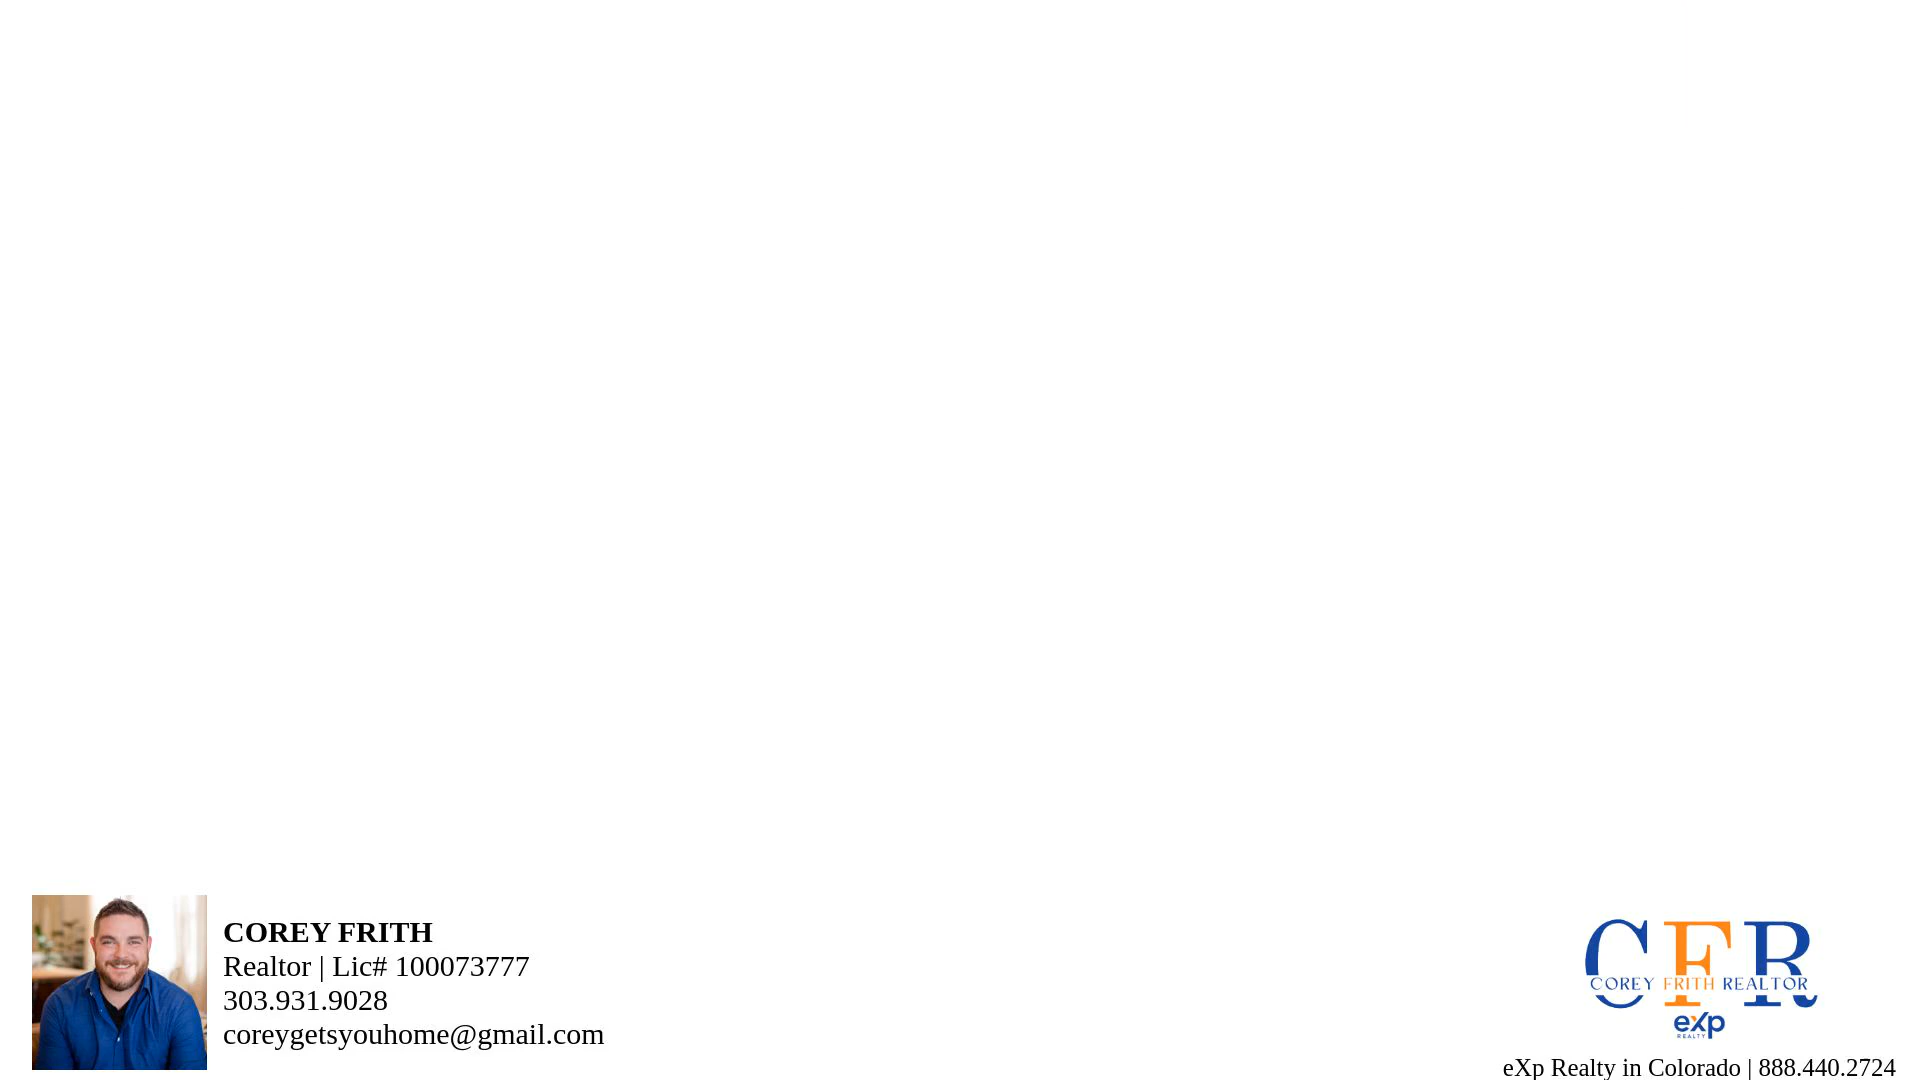 COREY FRITH
Realtor | Lic# 100073777
303.931.9028
coreygetsyouhome@gmail.com
CFR
COREY FRITH REALTOR
eXp
REALTY
eXp Realty in Colorado | 888.440.2724